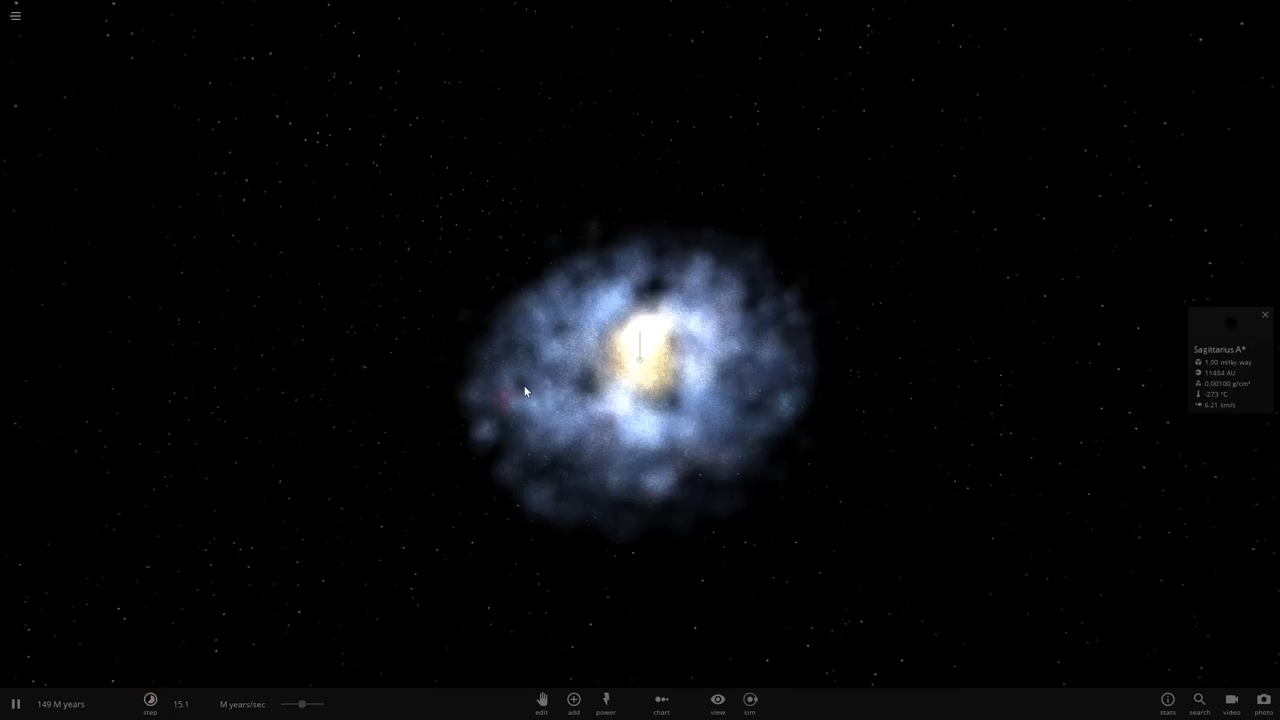 Sagittarius A*
1.00 milky way
11454 AU
0.00100 g/cm³
-273 °C
6.21 km/s
149 M years
step
15.1
M years/sec
edit
add
power
chart
view
sim
stats
search
video
photo